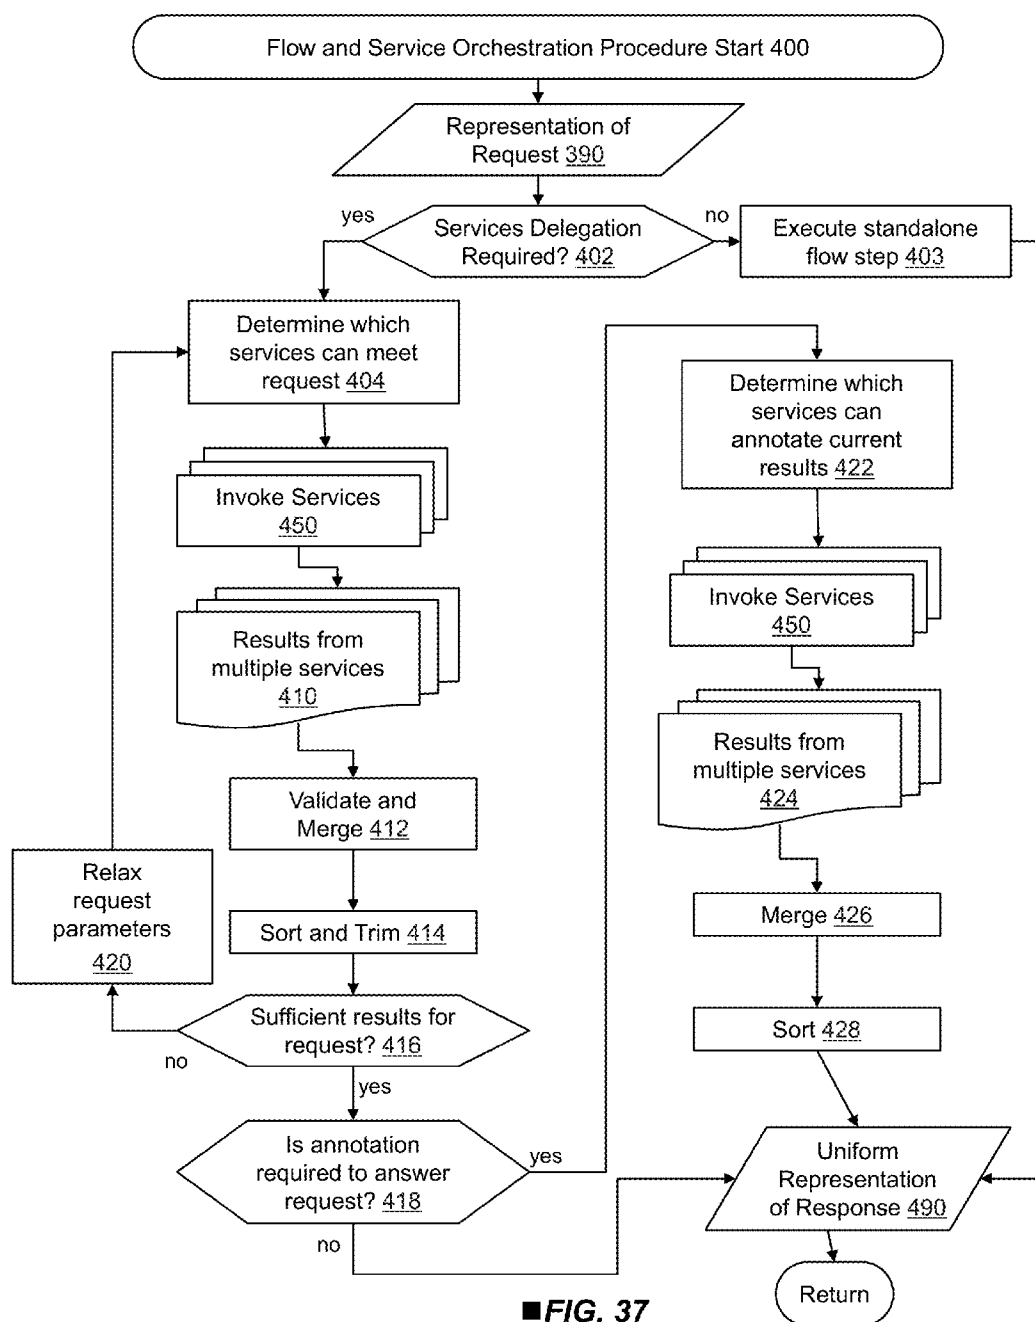 Flow and Service Orchestration Procedure Start 400
Representation of
Request 390
yes
Services Delegation
Required? 402
no
Execute standalone
flow step 403
Determine which
services can meet
request 404
Invoke Services
450
Results from
multiple services
410
Validate and
Merge 412
Relax
request
parameters
420
Sort and Trim 414
Sufficient results for
request? 416
no
yes
Is annotation
required to answer
request? 418
yes
no
Determine which
services can
annotate current
results 422
Invoke Services
450
Results from
multiple services
424
Merge 426
Sort 428
Uniform
Representation
of Response 490
Return
■FIG. 37